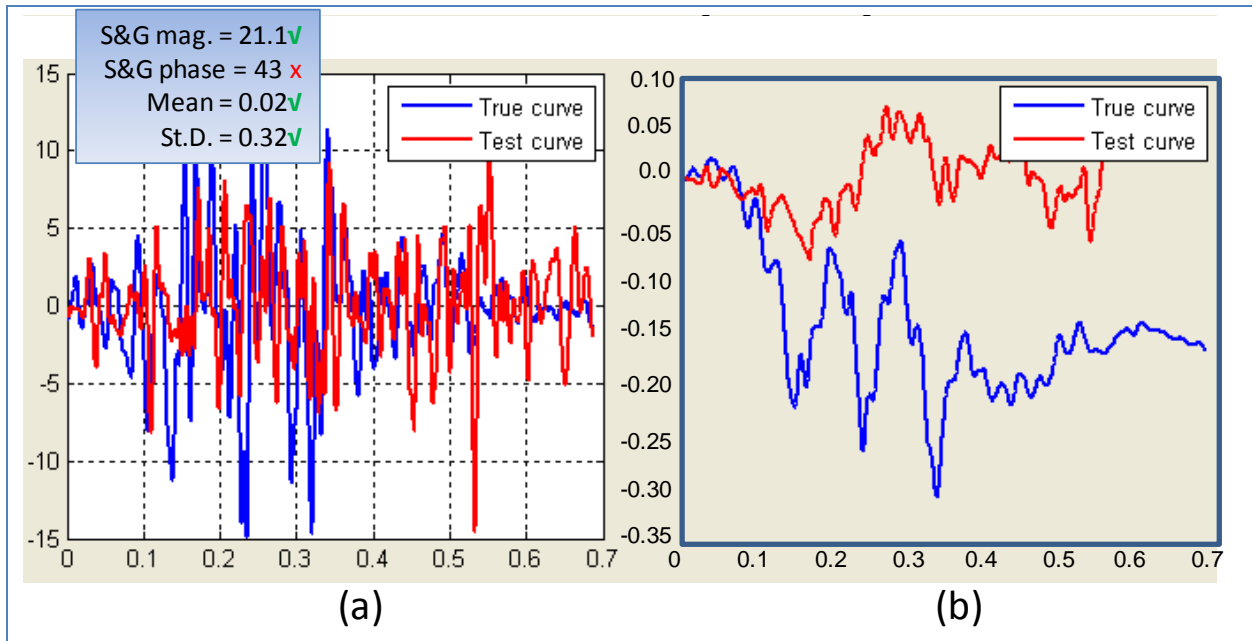 S&G mag. = 21.1√
S&G phase = 43 x
Mean = 0.02√
St.D. = 0.32√
15
10
5
0
-5
-10
-15
0 0.1 0.2 0.3 0.4 0.5 0.6 0.7
True curve
Test curve
(a)
0.10
0.05
0.0
-0.05
-0.10
-0.15
-0.20
-0.25
-0.30
-0.35
0 0.1 0.2 0.3 0.4 0.5 0.6 0.7
True curve
Test curve
(b)